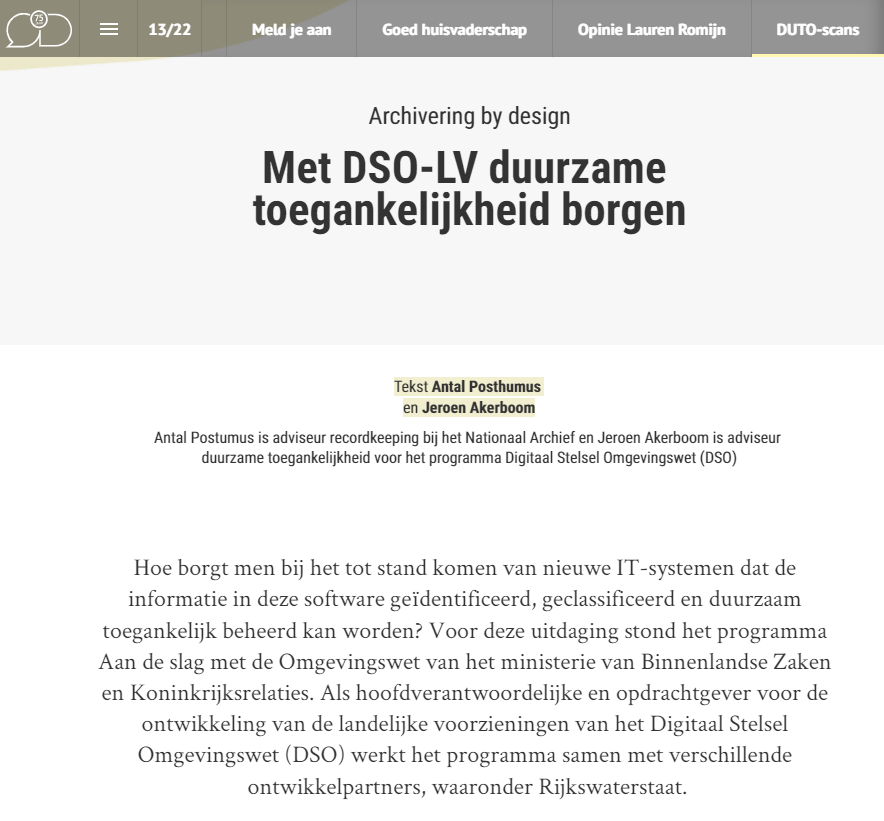 75
13/22
Meld je aan
Goed huisvaderschap
Opinie Lauren Romijn
DUTO-scans
Archivering by design
Met DSO-LV duurzame
toegankelijkheid borgen
Tekst Antal Posthumus
en Jeroen Akerboom
Antal Postumus is adviseur recordkeeping bij het Nationaal Archief en Jeroen Akerboom is adviseur
duurzame toegankelijkheid voor het programma Digitaal Stelsel Omgevingswet (DSO)
Hoe borgt men bij het tot stand komen van nieuwe IT-systemen dat de
informatie in deze software geïdentificeerd, geclassificeerd en duurzaam
toegankelijk beheerd kan worden? Voor deze uitdaging stond het programma
Aan de slag met de Omgevingswet van het ministerie van Binnenlandse Zaken
en Koninkrijksrelaties. Als hoofdverantwoordelijke en opdrachtgever voor de
ontwikkeling van de landelijke voorzieningen van het Digitaal Stelsel
Omgevingswet (DSO) werkt het programma samen met verschillende
ontwikkelpartners, waaronder Rijkswaterstaat.